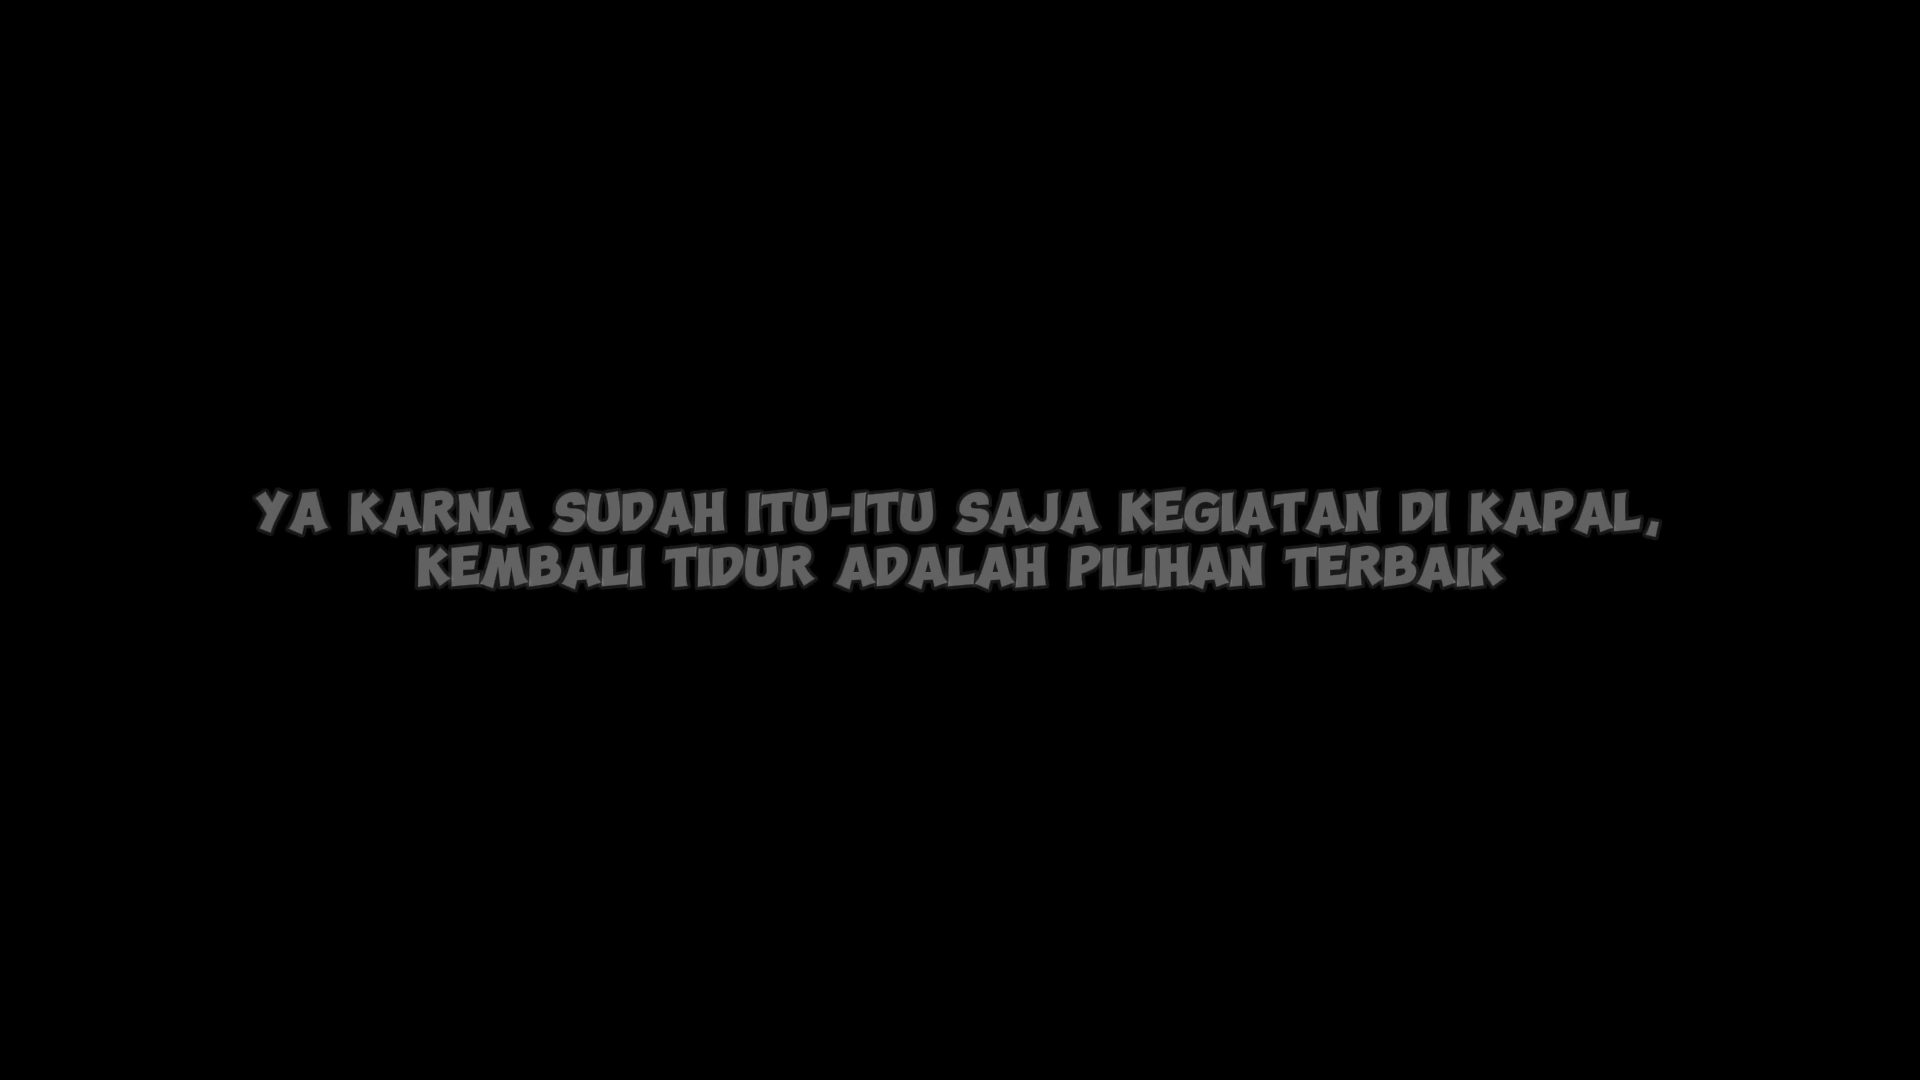 YA KARNA SUDAH ITU-ITU SAJA KEGIATAN DI KAPAL,
KEMBALI TIDUR ADALAH PILIHAN TERBAIK